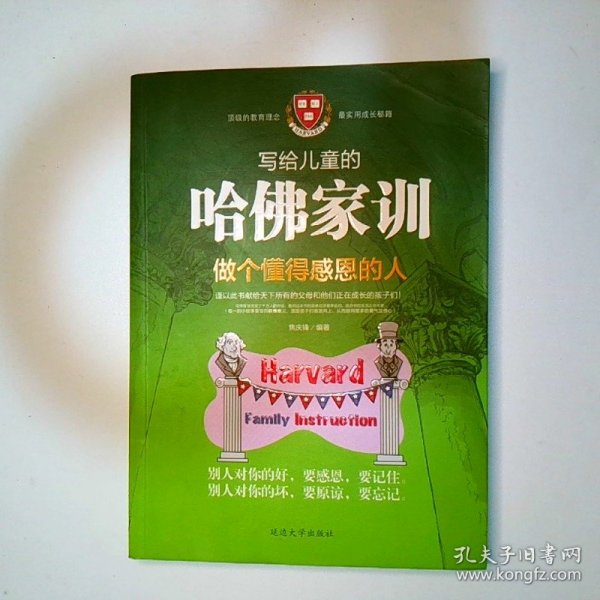 顶级的教育理念 最实用成长秘籍
HARVARD
写给儿童的
哈佛家训
做个懂得感恩的人
谨以此书献给天下所有的父母和他们正在成长的孩子们!
焦庆锋/编著
Harvard
Family Instruction
别人对你的好,要感恩,要记住。
别人对你的坏,要原谅,要忘记。
延边大学出版社
孔夫子旧书网
www.kongfz.com